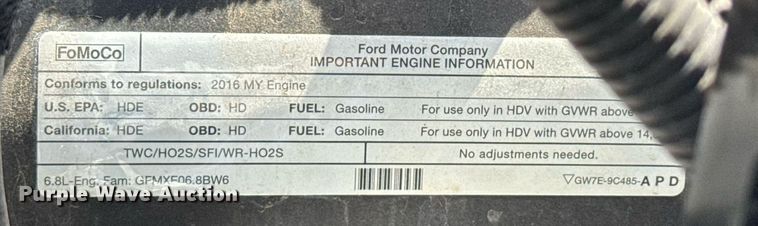 FoMoCo
Ford Motor Company
IMPORTANT ENGINE INFORMATION
Conforms to regulations: 2016 MY Engine
U.S. EPA: HDE OBD: HD FUEL: Gasoline For use only in HDV with GVWR above
California: HDE OBD: HD FUEL: Gasoline For use only in HDV with GVWR above 14,
TWC/HO2S/SFI/WR-HO2S No adjustments needed.
6.8L-Eng. Fam: GFMXE06.8BW6 ▽GW7E-9C485-A P D
Purple Wave Auction